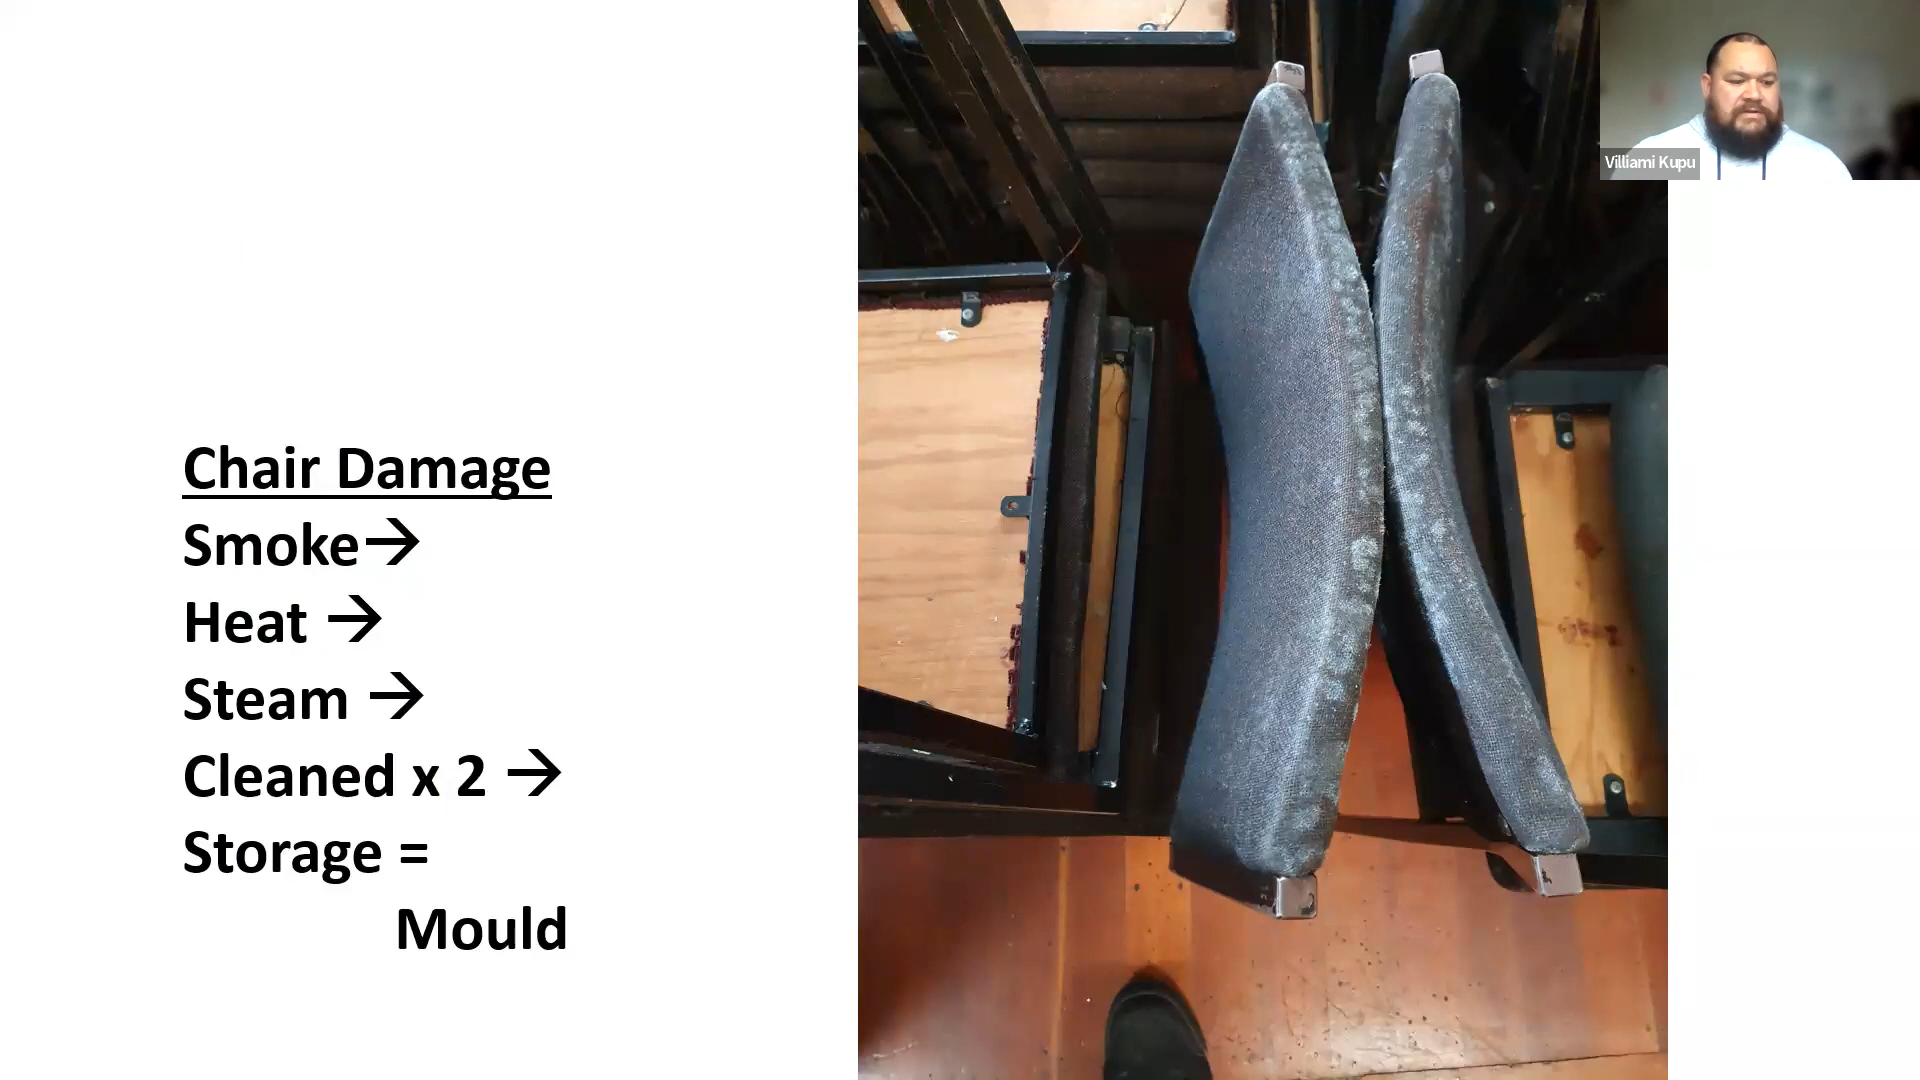 Chair Damage
Smoke→
Heat →
Steam →
Cleaned x 2 →
Storage =
Mould
Villiami Kupu